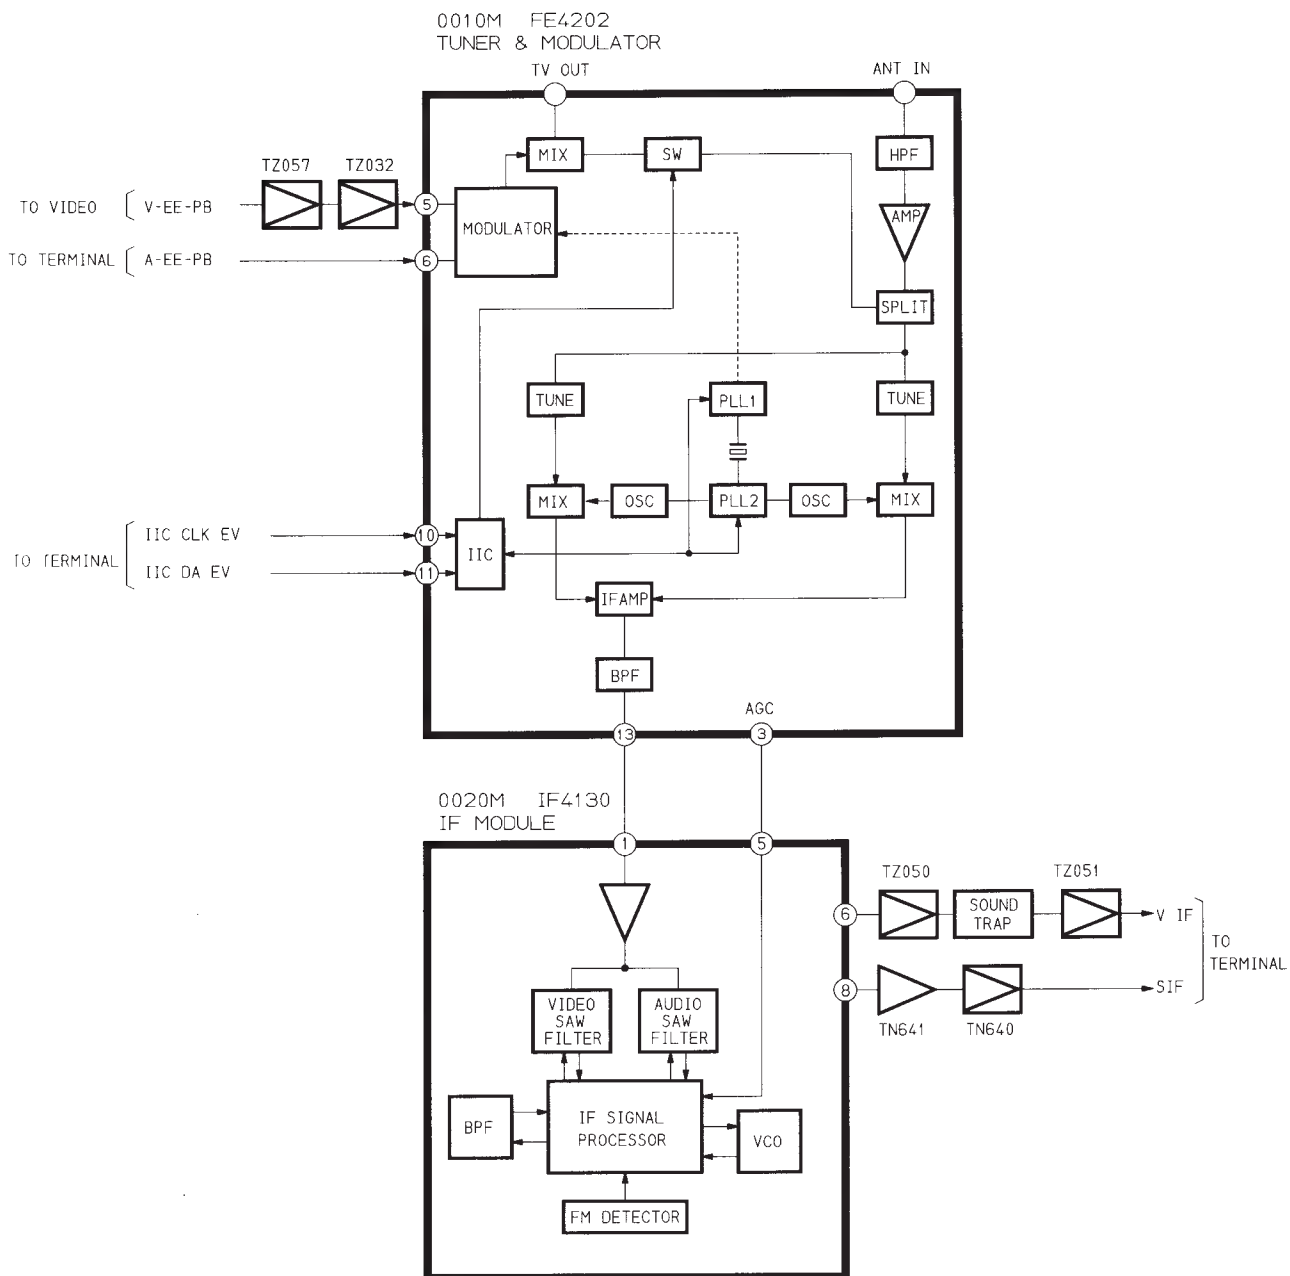 0010M FE4202
TUNER & MODULATOR
TV OUT
ANT IN
MIX
SW
HPF
TZ057
TZ032
TO VIDEO
V-EE-PB
5
MODULATOR
AMP
TO TERMINAL
A-EE-PB
6
SPLIT
TUNE
PLL1
TUNE
MIX
OSC
PLL2
OSC
MIX
TO TERMINAL
IIC CLK EV
10
IIC
IIC DA EV
11
IFAMP
BPF
AGC
13
3
0020M IF4130
IF MODULE
1
5
TZ050
TZ051
6
SOUND
TRAP
V IF
TO
TERMINAL
8
SIF
TN641
TN640
VIDEO
SAW
FILTER
AUDIO
SAW
FILTER
BPF
IF SIGNAL
PROCESSOR
VCO
FM DETECTOR